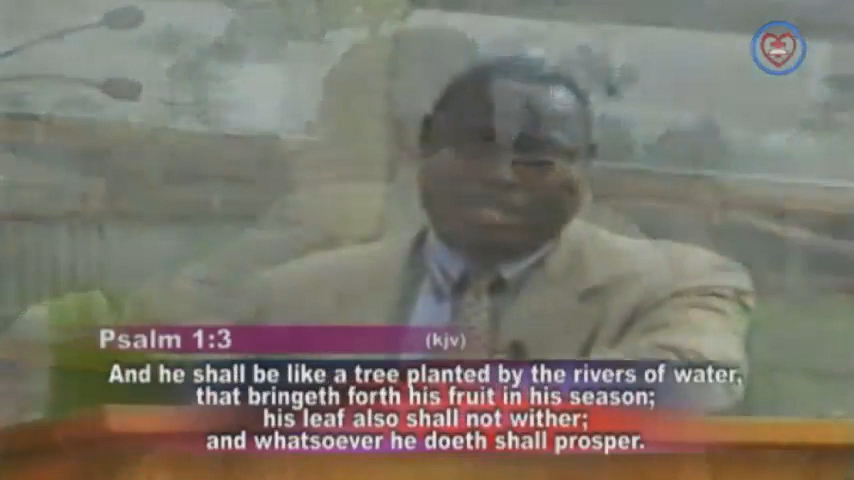 Psalm 1:3 (kjv)
And he shall be like a tree planted by the rivers of water,
that bringeth forth his fruit in his season;
his leaf also shall not wither;
and whatsoever he doeth shall prosper.